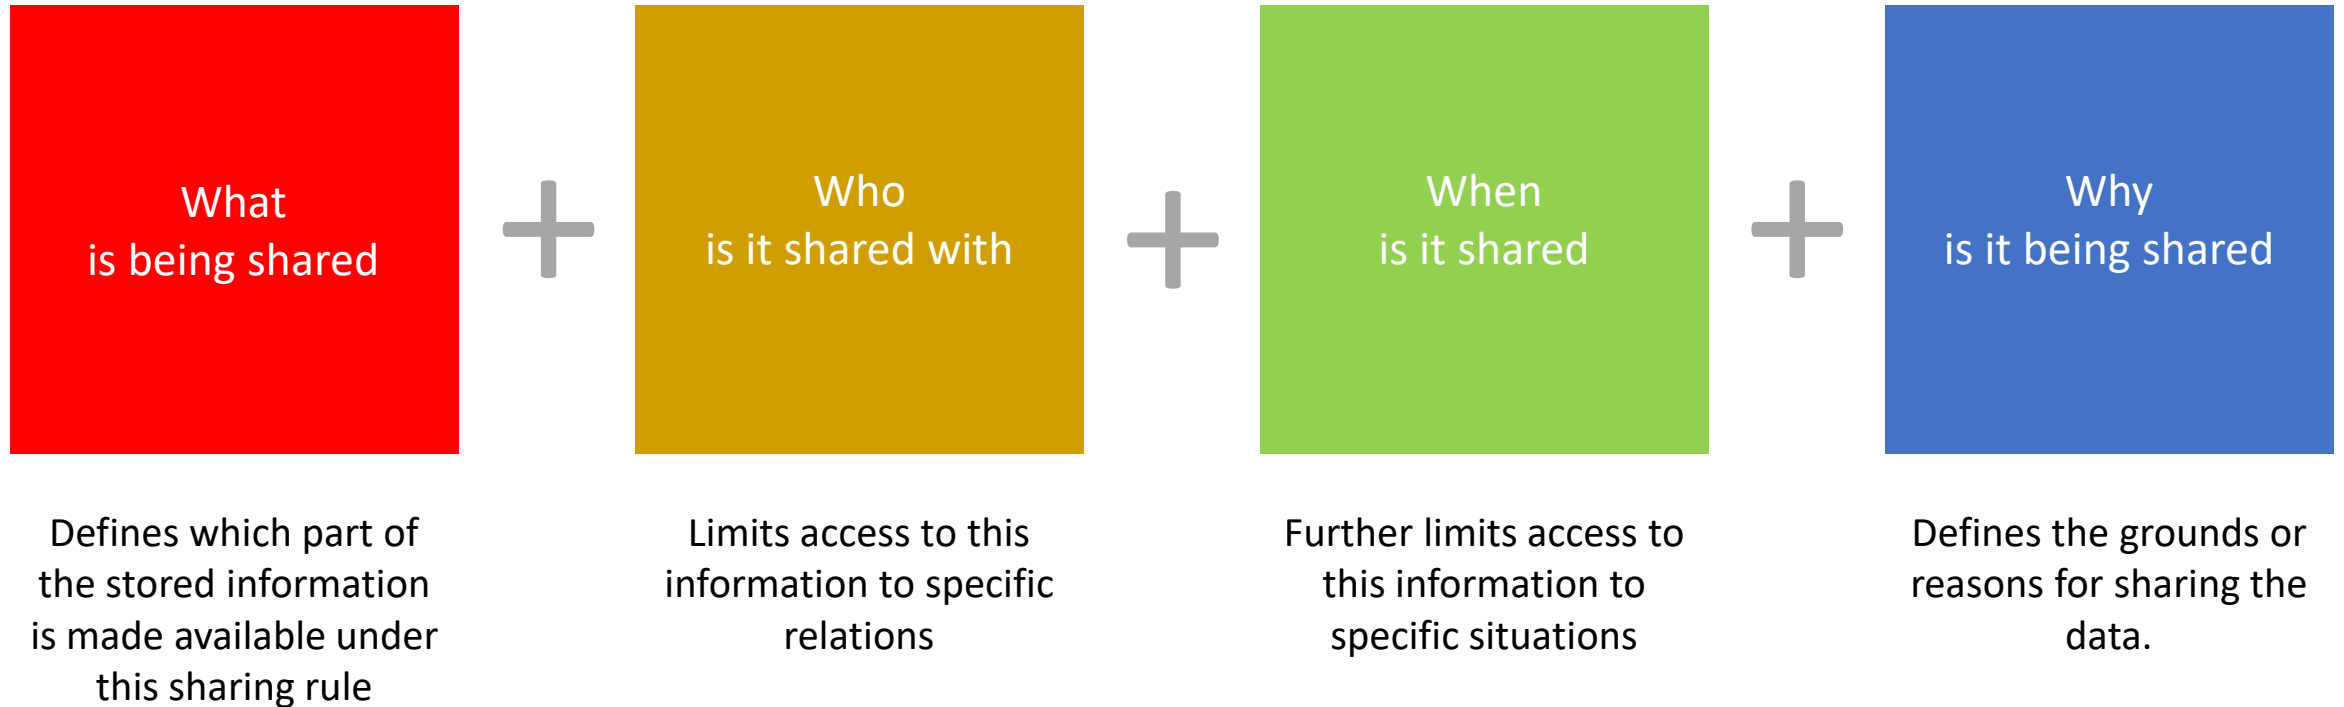 What
is being shared
Who
is it shared with
When
is it shared
Why
is it being shared
Defines which part of
the stored information
is made available under
this sharing rule
Limits access to this
information to specific
relations
Further limits access to
this information to
specific situations
Defines the grounds or
reasons for sharing the
data.